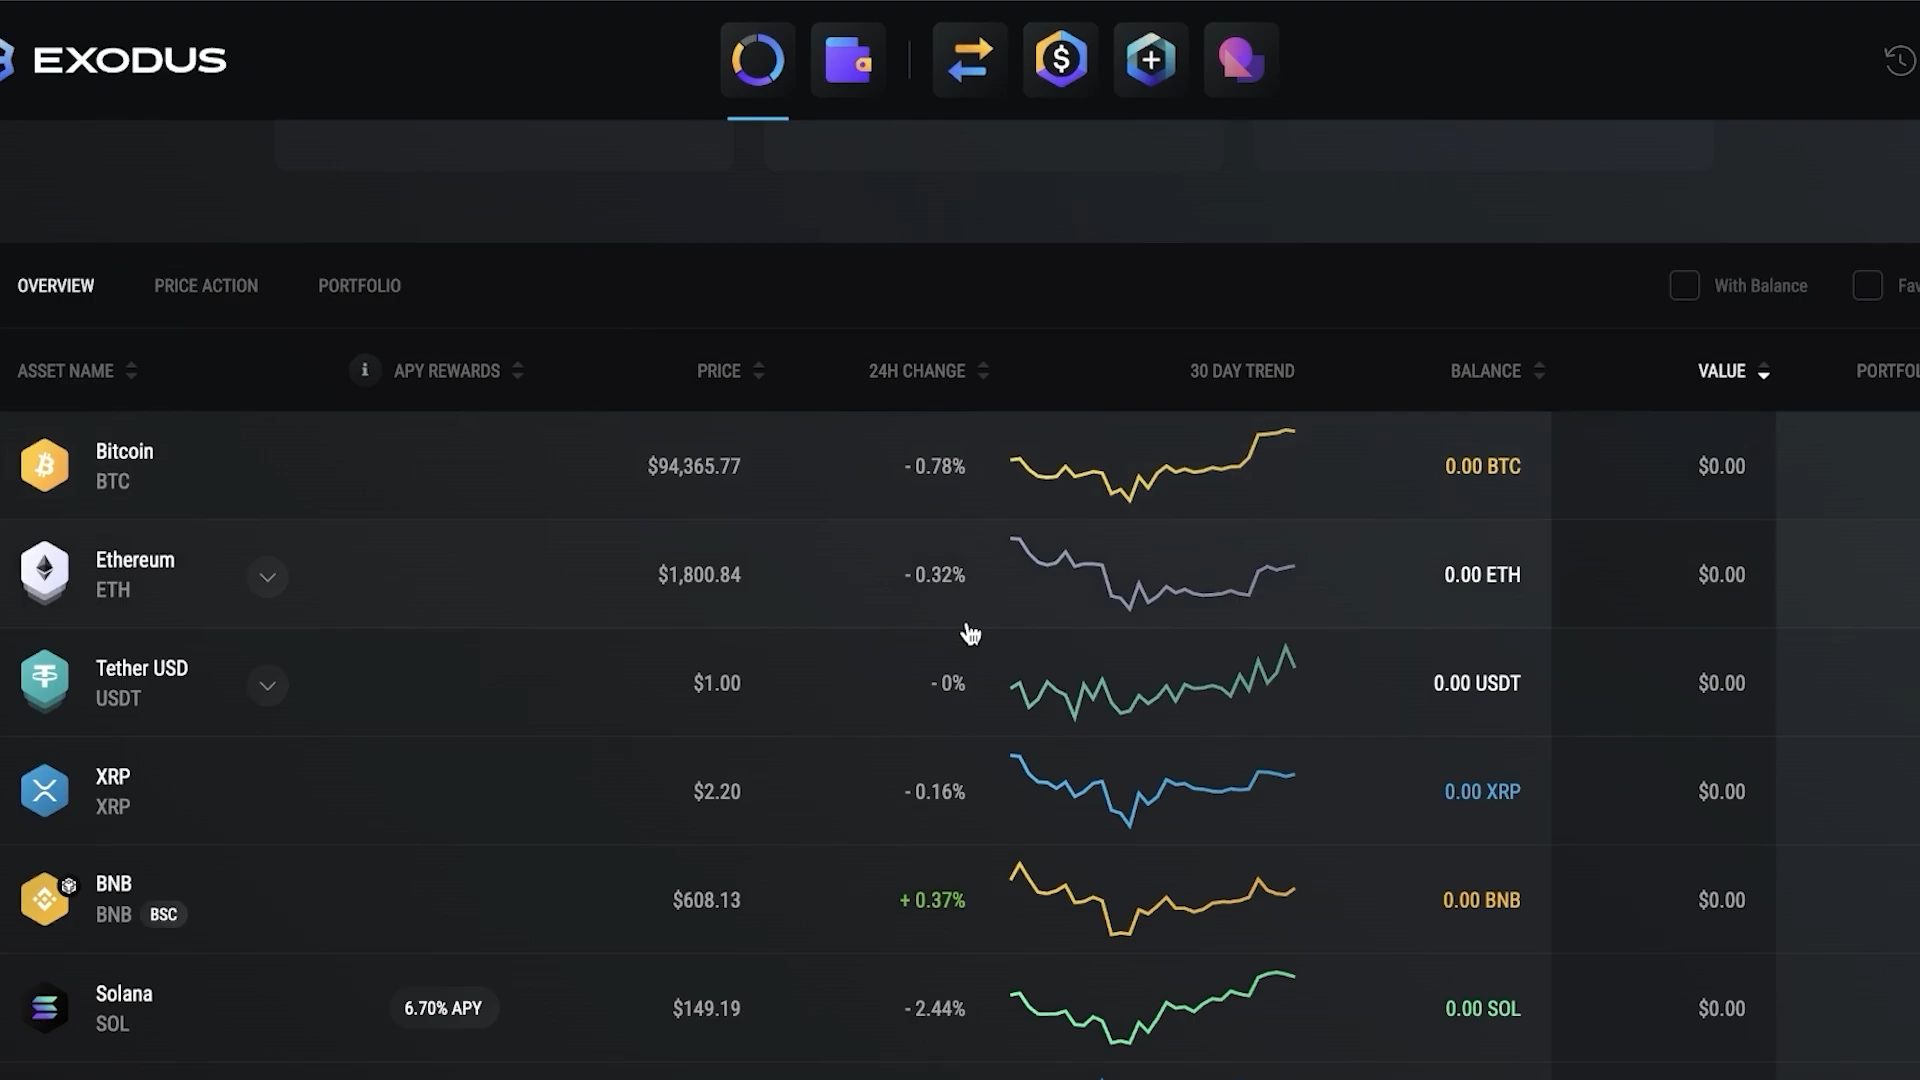 EXODUS
OVERVIEW PRICE ACTION PORTFOLIO With Balance
ASSET NAME i APY REWARDS PRICE 24H CHANGE 30 DAY TREND BALANCE VALUE
Bitcoin
BTC
$94,365.77 - 0.78% 0.00 BTC $0.00
Ethereum
ETH
$1,800.84 - 0.32% 0.00 ETH $0.00
Tether USD
USDT
$1.00 - 0% 0.00 USDT $0.00
XRP
XRP
$2.20 - 0.16% 0.00 XRP $0.00
BNB
BNB BSC
$608.13 + 0.37% 0.00 BNB $0.00
Solana
SOL
6.70% APY $149.19 - 2.44% 0.00 SOL $0.00